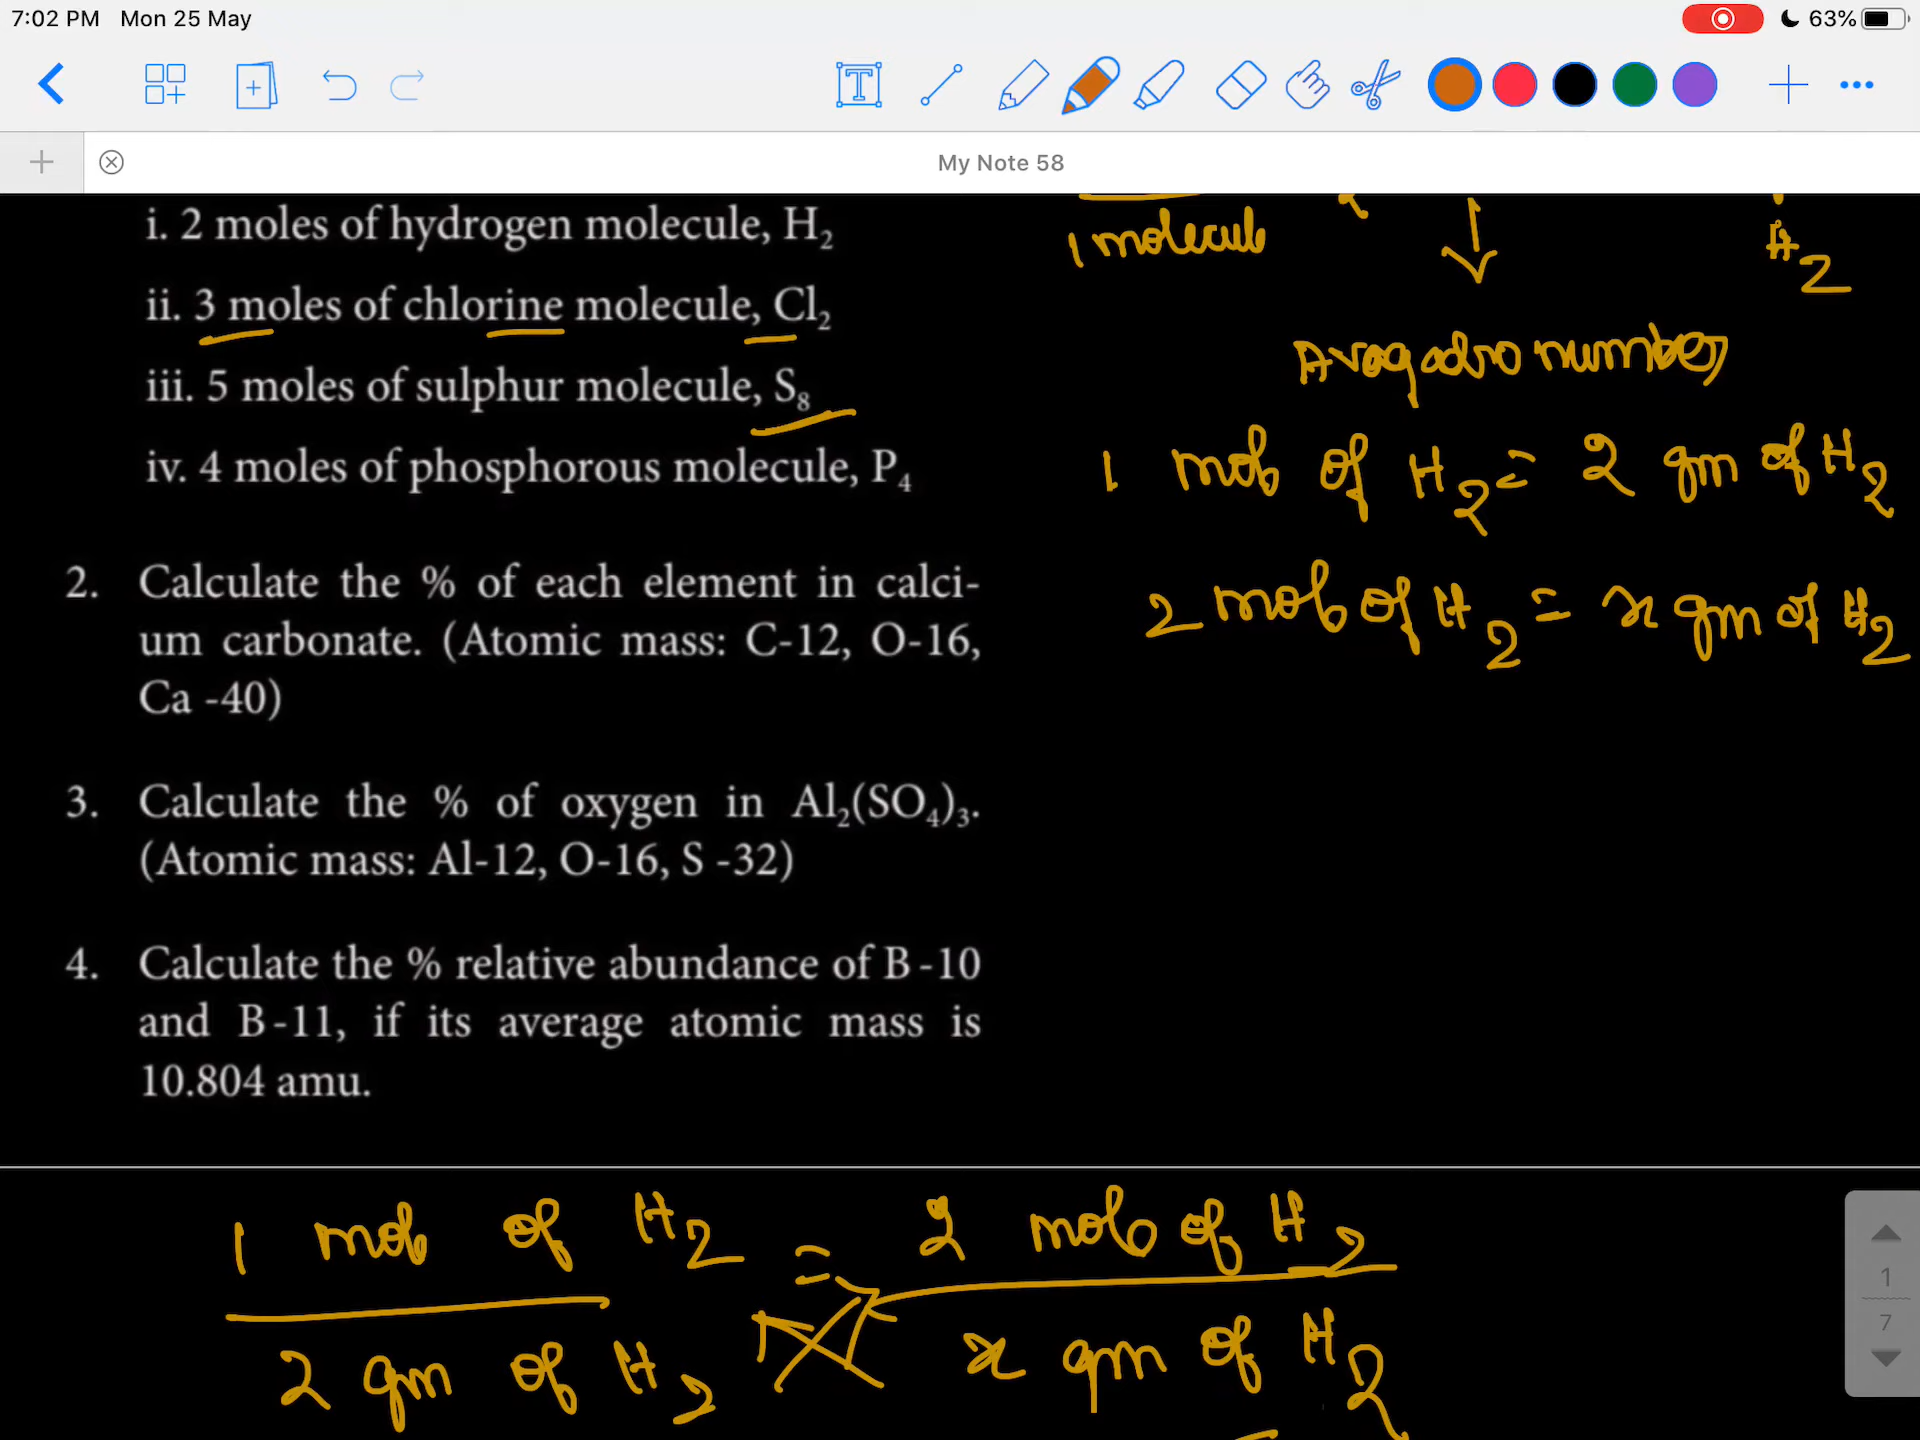 7:02 PM Mon 25 May
63%
My Note 58
i. 2 moles of hydrogen molecule, H₂
ii. 3 moles of chlorine molecule, Cl₂
iii. 5 moles of sulphur molecule, S₈
iv. 4 moles of phosphorous molecule, P₄
2. Calculate the % of each element in calci-
um carbonate. (Atomic mass: C-12, O-16,
Ca -40)
3. Calculate the % of oxygen in Al₂(SO₄)₃.
(Atomic mass: Al-12, O-16, S -32)
4. Calculate the % relative abundance of B -10
and B -11, if its average atomic mass is
10.804 amu.
1 molecule
H₂
Avogadro number
1 mole of H₂ = 2 gm of H₂
2 mole of H₂ = x gm of H₂
1 mole of H₂ = 2 mole of H₂
2 gm of H₂ x gm of H₂
1
7